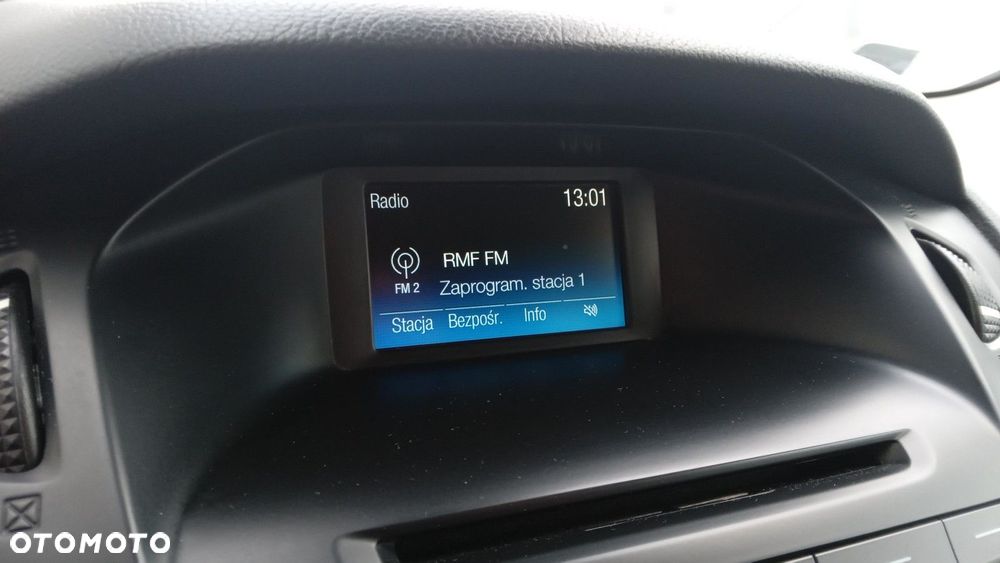 Radio 13:01
RMF FM
FM 2 Zaprogram. stacja 1
Stacja Bezpośr. Info
OTOMOTO